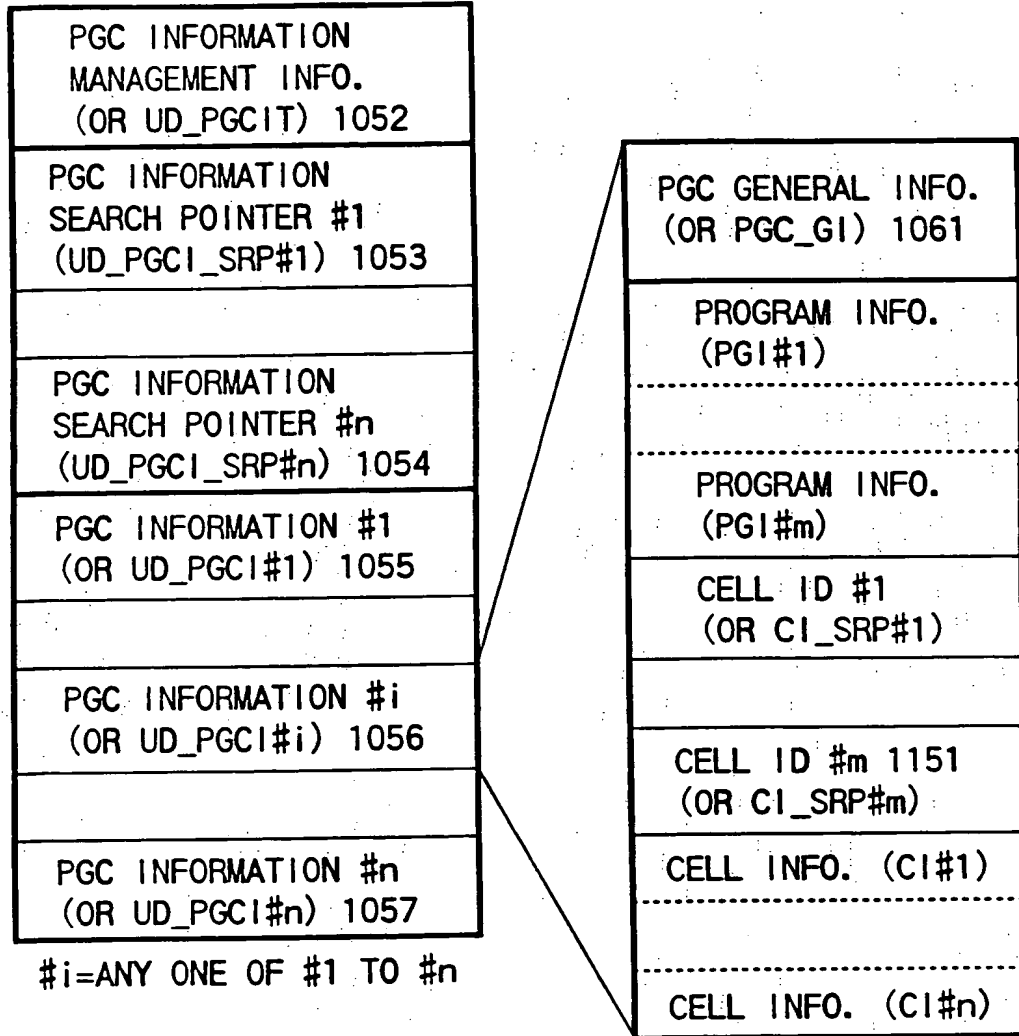 PGC INFORMATION
MANAGEMENT INFO.
(OR UD_PGCIT) 1052
PGC INFORMATION
SEARCH POINTER #1
(UD_PGCI_SRP#1) 1053
PGC INFORMATION
SEARCH POINTER #n
(UD_PGCI_SRP#n) 1054
PGC INFORMATION #1
(OR UD_PGCI#1) 1055
PGC INFORMATION #i
(OR UD_PGCI#i) 1056
PGC INFORMATION #n
(OR UD_PGCI#n) 1057
#i=ANY ONE OF #1 TO #n
PGC GENERAL INFO.
(OR PGC_GI) 1061
PROGRAM INFO.
(PGI#1)
PROGRAM INFO.
(PGI#m)
CELL ID #1
(OR CI_SRP#1)
CELL ID #m 1151
(OR CI_SRP#m)
CELL INFO. (CI#1)
CELL INFO. (CI#n)